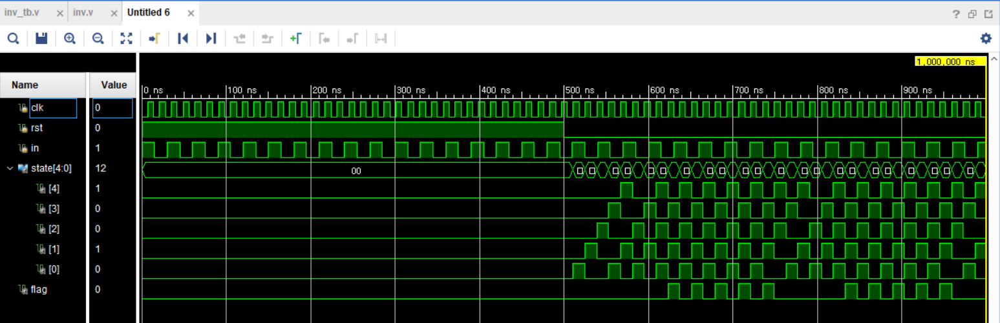 inv_tb.v × inv.v × Untitled 6 ×
?
1,000,000 ns
Name Value
0 ns 100 ns 200 ns 300 ns 400 ns 500 ns 600 ns 700 ns 800 ns 900 ns
clk 0
rst 0
in 1
state[4:0] 12 00
[4] 1
[3] 0
[2] 0
[1] 1
[0] 0
flag 0